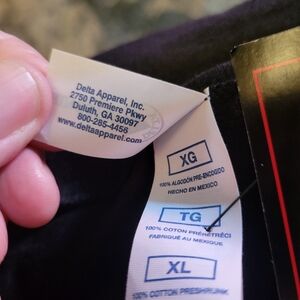 Delta Apparel, Inc.
2750 Premiere Pkwy
Duluth, GA 30097
800-285-4456
www.deltaapparel.com
XG
100% ALGODÓN PRE-ENCOGIDO
HECHO EN MEXICO
TG
100% COTON PRÉRÉTRÉCI
FABRIQUÉ AU MEXIQUE
XL
100% COTTON PRESHRUNK